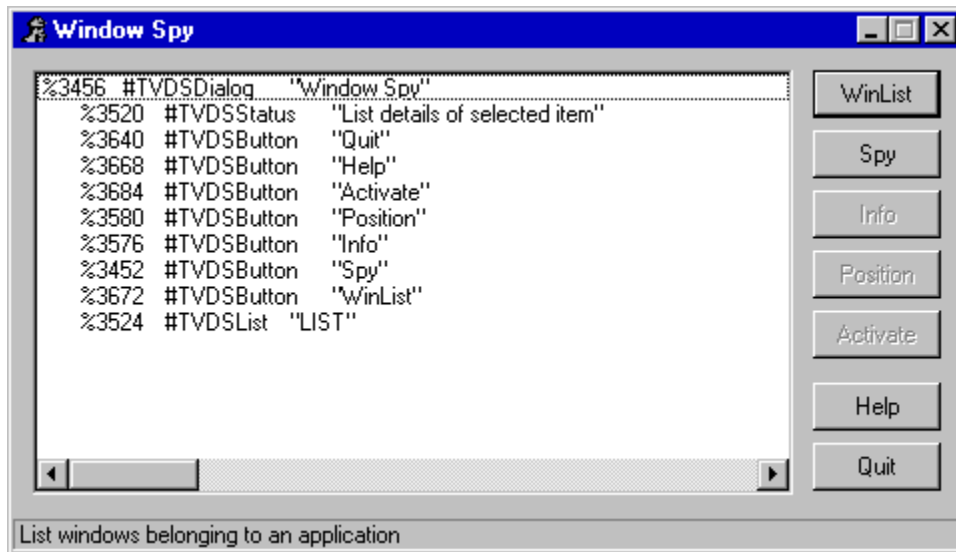 Window Spy
%3456 #TVDSDialog "Window Spy"
%3520 #TVDSStatus "List details of selected item"
%3640 #TVDSButton "Quit"
%3668 #TVDSButton "Help"
%3684 #TVDSButton "Activate"
%3580 #TVDSButton "Position"
%3576 #TVDSButton "Info"
%3452 #TVDSButton "Spy"
%3672 #TVDSButton "WinList"
%3524 #TVDSList "LIST"
WinList
Spy
Info
Position
Activate
Help
Quit
List windows belonging to an application